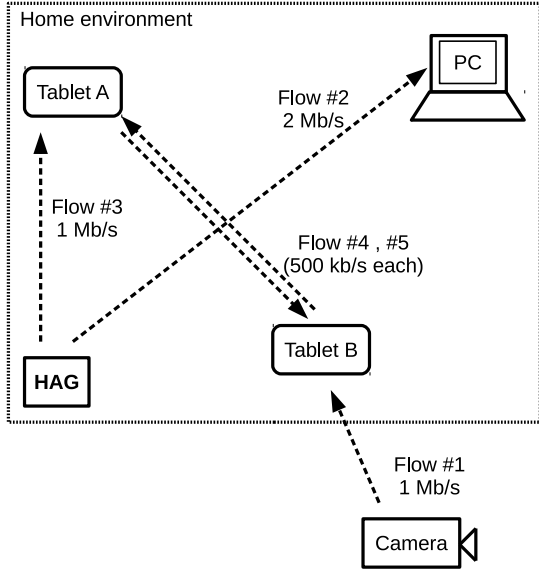 Home environment
Tablet A
PC
Flow #2
2 Mb/s
Flow #3
1 Mb/s
Flow #4 , #5
(500 kb/s each)
Tablet B
HAG
Flow #1
1 Mb/s
Camera